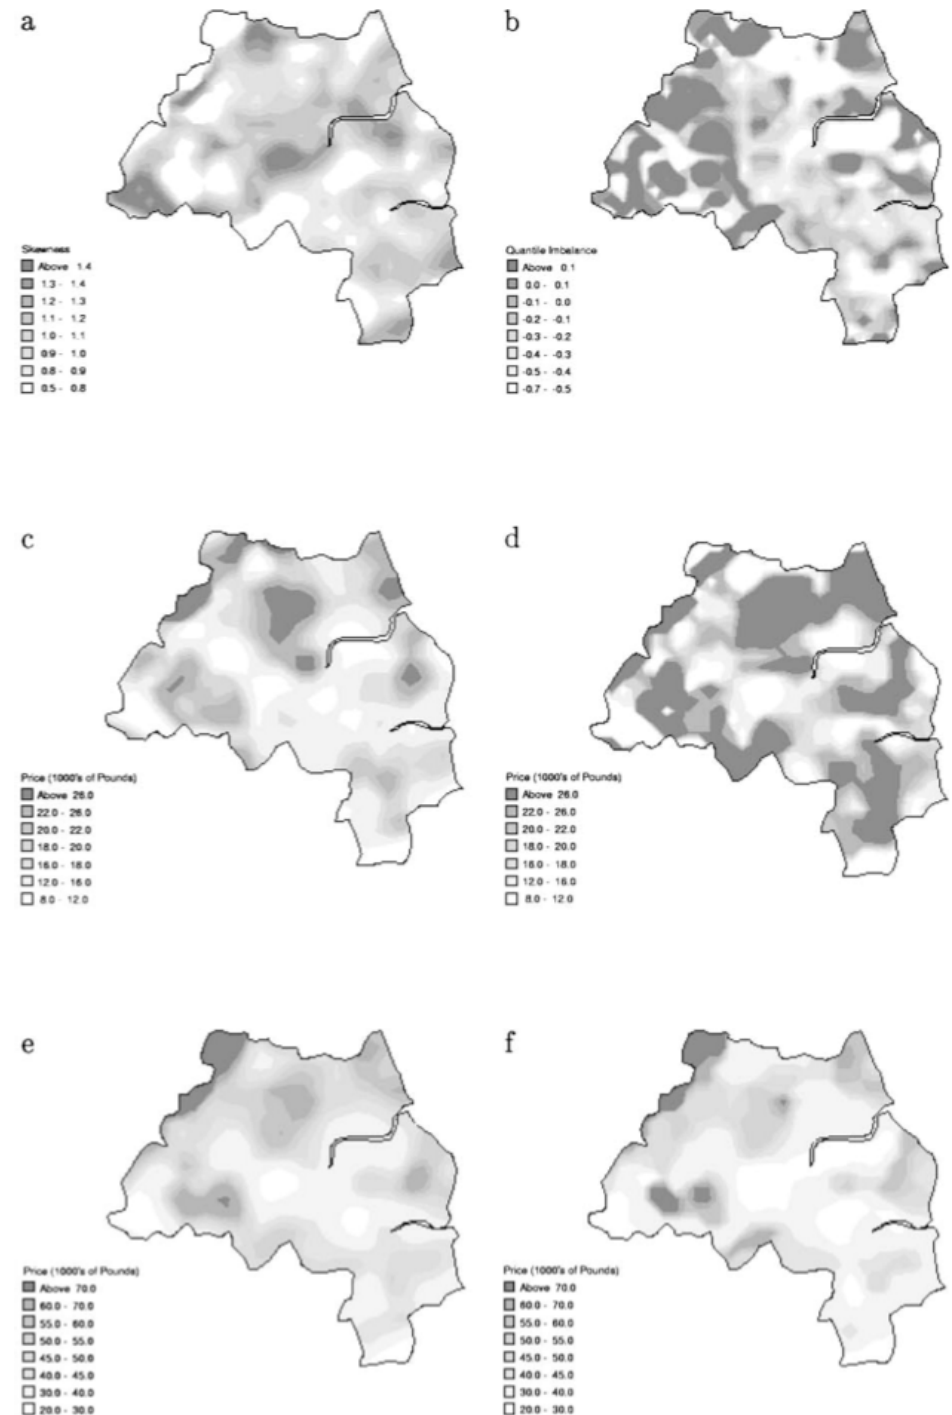 a
b
Skewness
Above 1.4
1.3 - 1.4
1.2 - 1.3
1.1 - 1.2
1.0 - 1.1
0.9 - 1.0
0.8 - 0.9
0.5 - 0.8
Quantile Imbalance
Above 0.1
0.0 - 0.1
-0.1 - 0.0
-0.2 - -0.1
-0.3 - -0.2
-0.4 - -0.3
-0.5 - -0.4
-0.7 - -0.5
c
d
Price (1000's of Pounds)
Above 26.0
22.0 - 26.0
20.0 - 22.0
18.0 - 20.0
16.0 - 18.0
12.0 - 16.0
8.0 - 12.0
Price (1000's of Pounds)
Above 26.0
22.0 - 26.0
20.0 - 22.0
18.0 - 20.0
16.0 - 18.0
12.0 - 16.0
8.0 - 12.0
e
f
Price (1000's of Pounds)
Above 70.0
60.0 - 70.0
55.0 - 60.0
50.0 - 55.0
45.0 - 50.0
40.0 - 45.0
30.0 - 40.0
20.0 - 30.0
Price (1000's of Pounds)
Above 70.0
60.0 - 70.0
55.0 - 60.0
50.0 - 55.0
45.0 - 50.0
40.0 - 45.0
30.0 - 40.0
20.0 - 30.0